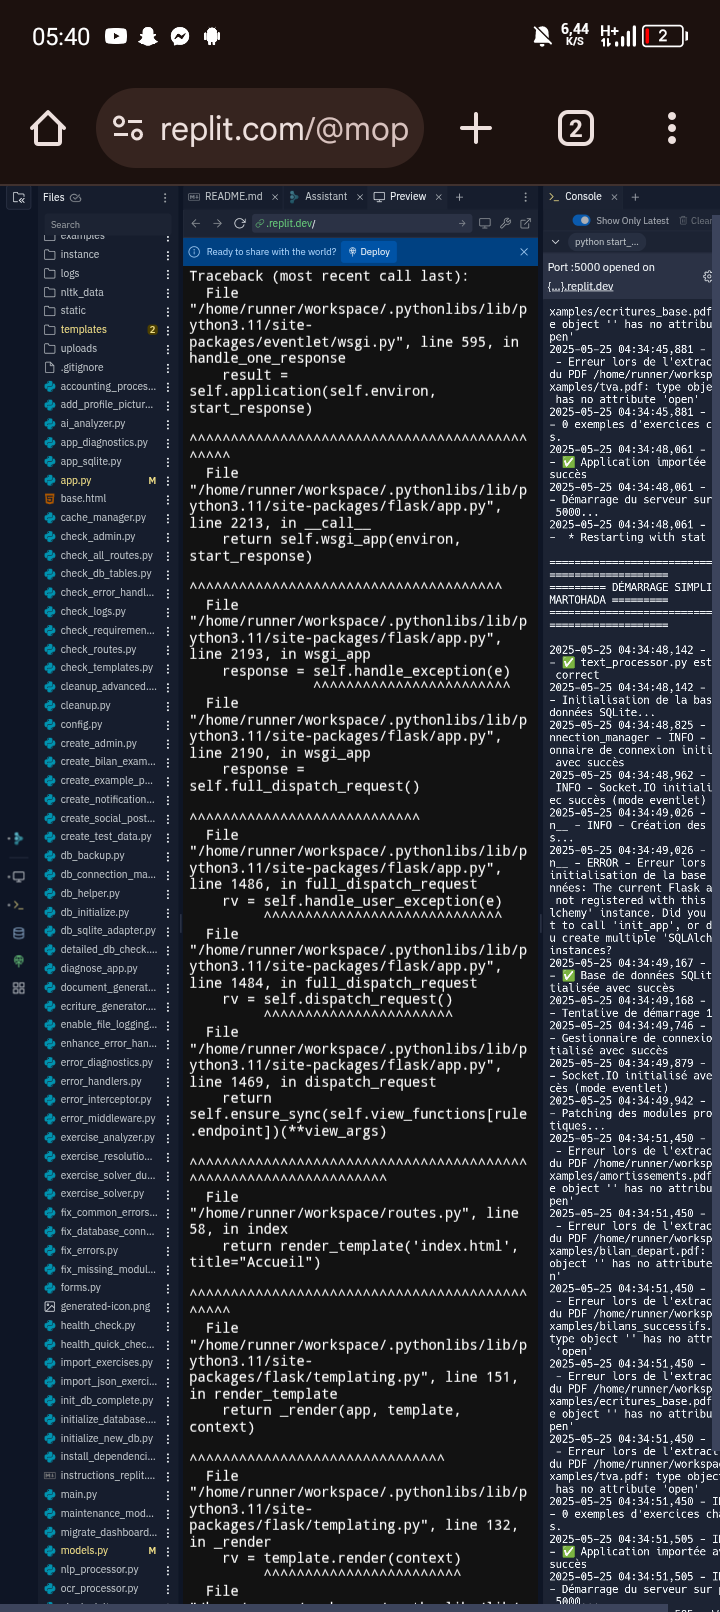 05:40
6,44
K/S
H+
2
replit.com/@mop
2
Files
README.md
Assistant
Preview
Console
Search
.replit.dev/
Show Only Latest
Clear
Ready to share with the world?
Deploy
python start_...
Port :5000 opened on
{...}.replit.dev
examples
instance
logs
nltk_data
static
templates
2
uploads
.gitignore
accounting_proces...
add_profile_pictur...
ai_analyzer.py
app_diagnostics.py
app_sqlite.py
app.py
M
base.html
cache_manager.py
check_admin.py
check_all_routes.py
check_db_tables.py
check_error_handl...
check_logs.py
check_requiremen...
check_routes.py
check_templates.py
cleanup_advanced....
cleanup.py
config.py
create_admin.py
create_bilan_exam...
create_example_p...
create_notification...
create_social_post...
create_test_data.py
db_backup.py
db_connection_ma...
db_helper.py
db_initialize.py
db_sqlite_adapter.py
detailed_db_check....
diagnose_app.py
document_generat...
ecriture_generator....
enable_file_logging...
enhance_error_han...
error_diagnostics.py
error_handlers.py
error_interceptor.py
error_middleware.py
exercise_analyzer.py
exercise_resolutio...
exercise_solver_du...
exercise_solver.py
fix_common_errors...
fix_database_conn...
fix_errors.py
fix_missing_modul...
forms.py
generated-icon.png
health_check.py
health_quick_chec...
import_exercises.py
import_json_exerci...
init_db_complete.py
initialize_database....
initialize_new_db.py
install_dependenci...
instructions_replit....
main.py
maintenance_mod...
migrate_dashboard...
models.py
M
nlp_processor.py
ocr_processor.py
Traceback (most recent call last):
File
"/home/runner/workspace/.pythonlibs/lib/p
ython3.11/site-
packages/eventlet/wsgi.py", line 595, in
handle_one_response
result =
self.application(self.environ,
start_response)
^^^^^^^^^^^^^^^^^^^^^^^^^^^^^^^^^^^^^^^^^
^^^^^
File
"/home/runner/workspace/.pythonlibs/lib/p
ython3.11/site-packages/flask/app.py",
line 2213, in __call__
return self.wsgi_app(environ,
start_response)
^^^^^^^^^^^^^^^^^^^^^^^^^^^^^^^^^^^^^^
File
"/home/runner/workspace/.pythonlibs/lib/p
ython3.11/site-packages/flask/app.py",
line 2193, in wsgi_app
response = self.handle_exception(e)
^^^^^^^^^^^^^^^^^^^^^^^^
File
"/home/runner/workspace/.pythonlibs/lib/p
ython3.11/site-packages/flask/app.py",
line 2190, in wsgi_app
response =
self.full_dispatch_request()
^^^^^^^^^^^^^^^^^^^^^^^^^^^^
File
"/home/runner/workspace/.pythonlibs/lib/p
ython3.11/site-packages/flask/app.py",
line 1486, in full_dispatch_request
rv = self.handle_user_exception(e)
^^^^^^^^^^^^^^^^^^^^^^^^^^^^^
File
"/home/runner/workspace/.pythonlibs/lib/p
ython3.11/site-packages/flask/app.py",
line 1484, in full_dispatch_request
rv = self.dispatch_request()
^^^^^^^^^^^^^^^^^^^^^^^
File
"/home/runner/workspace/.pythonlibs/lib/p
ython3.11/site-packages/flask/app.py",
line 1469, in dispatch_request
return
self.ensure_sync(self.view_functions[rule
.endpoint])(**view_args)
^^^^^^^^^^^^^^^^^^^^^^^^^^^^^^^^^^^^^^^^^
^^^^^^^^^^^^^^^^^^^^^^^^
File
"/home/runner/workspace/routes.py", line
58, in index
return render_template('index.html',
title="Accueil")
^^^^^^^^^^^^^^^^^^^^^^^^^^^^^^^^^^^^^^^^^
^^^^^
File
"/home/runner/workspace/.pythonlibs/lib/p
ython3.11/site-
packages/flask/templating.py", line 151,
in render_template
return _render(app, template,
context)
^^^^^^^^^^^^^^^^^^^^^^^^^^^^^^^
File
"/home/runner/workspace/.pythonlibs/lib/p
ython3.11/site-
packages/flask/templating.py", line 132,
in _render
rv = template.render(context)
^^^^^^^^^^^^^^^^^^^^^^^^
File
xamples/ecritures_base.pdf
e object '' has no attribu
pen'
2025-05-25 04:34:45,881 -
- Erreur lors de l'extrac
du PDF /home/runner/worksp
xamples/tva.pdf: type obje
has no attribute 'open'
2025-05-25 04:34:45,881 -
- 0 exemples d'exercices c
s.
2025-05-25 04:34:48,061 -
- ✅ Application importée
succès
2025-05-25 04:34:48,061 -
- Démarrage du serveur sur
5000...
2025-05-25 04:34:48,061 -
- * Restarting with stat
==========================
===================
========= DÉMARRAGE SIMPLI
MARTOHADA =========
==========================
===================
2025-05-25 04:34:48,142 -
- ✅ text_processor.py est
correct
2025-05-25 04:34:48,142 -
- Initialisation de la bas
données SQLite...
2025-05-25 04:34:48,825 -
nnection_manager - INFO -
onnaire de connexion initi
avec succès
2025-05-25 04:34:48,962 -
INFO - Socket.IO initiali
ec succès (mode eventlet)
2025-05-25 04:34:49,026 -
n__ - INFO - Création des
s...
2025-05-25 04:34:49,026 -
n__ - ERROR - Erreur lors
initialisation de la base
nnées: The current Flask a
not registered with this
lchemy' instance. Did you
t to call 'init_app', or d
u create multiple 'SQLAlch
instances?
2025-05-25 04:34:49,167 -
- ✅ Base de données SQLit
tialisée avec succès
2025-05-25 04:34:49,168 -
- Tentative de démarrage 1
2025-05-25 04:34:49,746 -
- Gestionnaire de connexio
tialisé avec succès
2025-05-25 04:34:49,879 -
- Socket.IO initialisé ave
cès (mode eventlet)
2025-05-25 04:34:49,942 -
- Patching des modules pro
tiques...
2025-05-25 04:34:51,450 -
- Erreur lors de l'extrac
du PDF /home/runner/worksp
xamples/amortissements.pdf
e object '' has no attribu
pen'
2025-05-25 04:34:51,450 -
- Erreur lors de l'extrac
du PDF /home/runner/worksp
xamples/bilan_depart.pdf:
object '' has no attribute
n'
2025-05-25 04:34:51,450 -
- Erreur lors de l'extrac
du PDF /home/runner/worksp
xamples/bilans_successifs.
type object '' has no attr
'open'
2025-05-25 04:34:51,450 -
- Erreur lors de l'extrac
du PDF /home/runner/worksp
xamples/ecritures_base.pdf
e object '' has no attribu
pen'
2025-05-25 04:34:51,450 -
- Erreur lors de l'extract
du PDF /home/runner/workspa
xamples/tva.pdf: type objec
has no attribute 'open'
2025-05-25 04:34:51,450 - I
- 0 exemples d'exercices cha
s.
2025-05-25 04:34:51,505 - I
- ✅ Application importée a
succès
2025-05-25 04:34:51,505 - I
- Démarrage du serveur sur p
5000